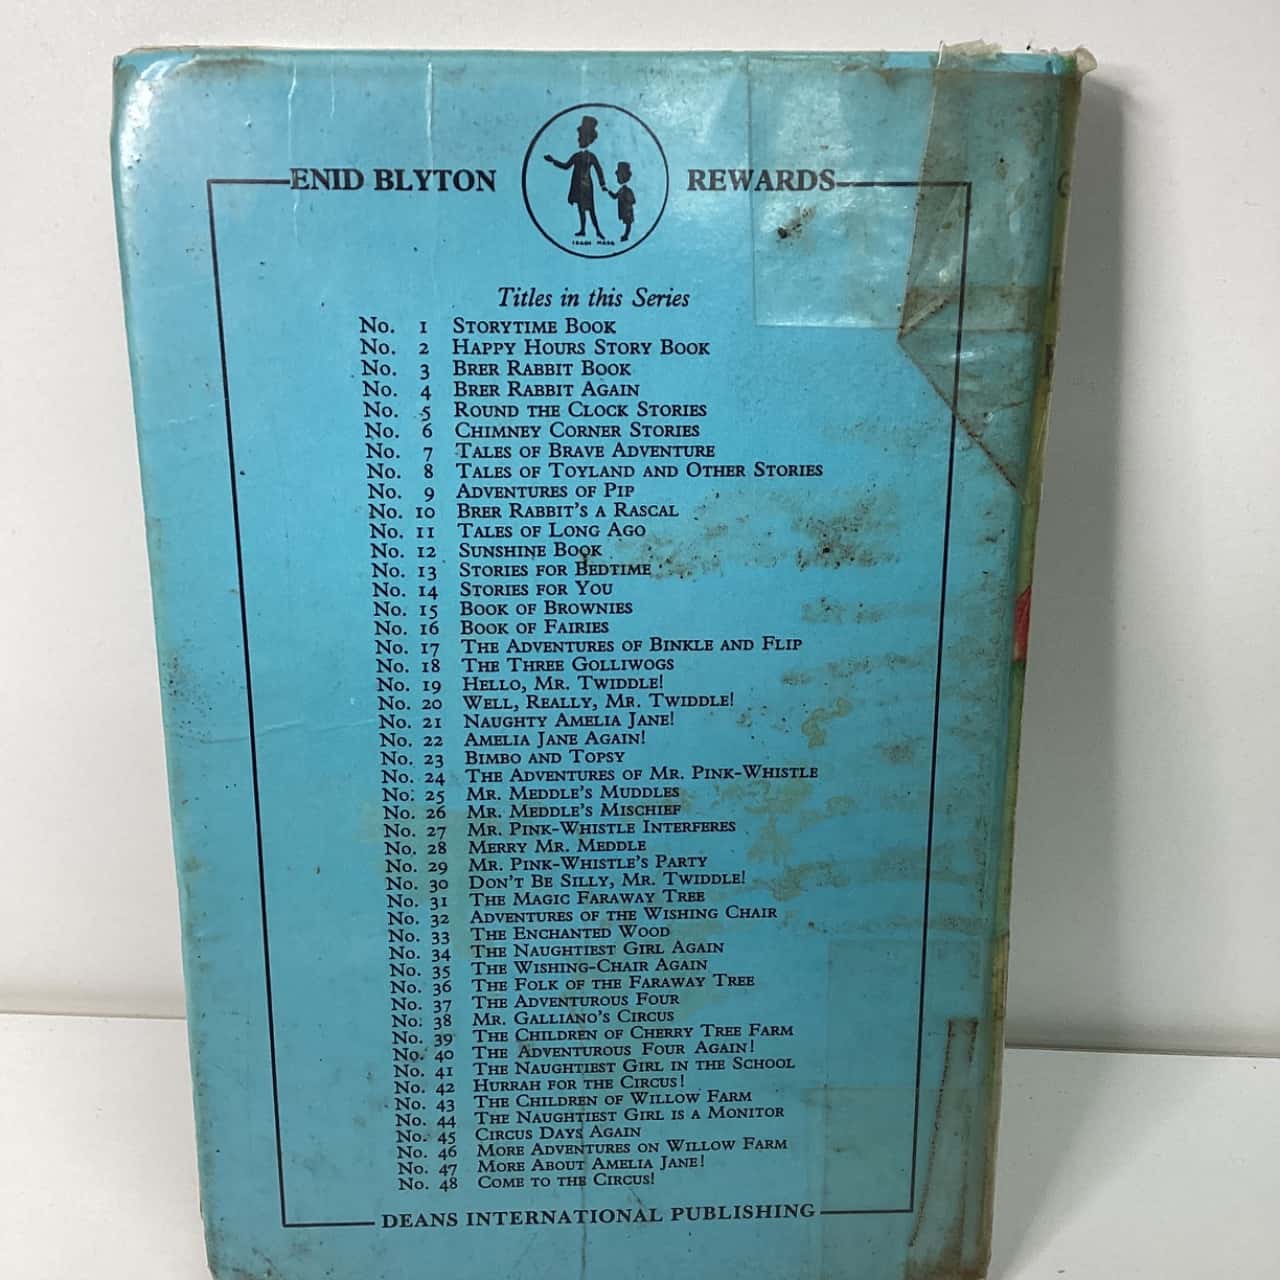 ENID BLYTON REWARDS
TRADE MARK
Titles in this Series
No. 1 STORYTIME BOOK
No. 2 HAPPY HOURS STORY BOOK
No. 3 BRER RABBIT BOOK
No. 4 BRER RABBIT AGAIN
No. 5 ROUND THE CLOCK STORIES
No. 6 CHIMNEY CORNER STORIES
No. 7 TALES OF BRAVE ADVENTURE
No. 8 TALES OF TOYLAND AND OTHER STORIES
No. 9 ADVENTURES OF PIP
No. 10 BRER RABBIT'S A RASCAL
No. 11 TALES OF LONG AGO
No. 12 SUNSHINE BOOK
No. 13 STORIES FOR BEDTIME
No. 14 STORIES FOR YOU
No. 15 BOOK OF BROWNIES
No. 16 BOOK OF FAIRIES
No. 17 THE ADVENTURES OF BINKLE AND FLIP
No. 18 THE THREE GOLLIWOGS
No. 19 HELLO, MR. TWIDDLE!
No. 20 WELL, REALLY, MR. TWIDDLE!
No. 21 NAUGHTY AMELIA JANE!
No. 22 AMELIA JANE AGAIN!
No. 23 BIMBO AND TOPSY
No. 24 THE ADVENTURES OF MR. PINK-WHISTLE
No. 25 MR. MEDDLE'S MUDDLES
No. 26 MR. MEDDLE'S MISCHIEF
No. 27 MR. PINK-WHISTLE INTERFERES
No. 28 MERRY MR. MEDDLE
No. 29 MR. PINK-WHISTLE'S PARTY
No. 30 DON'T BE SILLY, MR. TWIDDLE!
No. 31 THE MAGIC FARAWAY TREE
No. 32 ADVENTURES OF THE WISHING CHAIR
No. 33 THE ENCHANTED WOOD
No. 34 THE NAUGHTIEST GIRL AGAIN
No. 35 THE WISHING-CHAIR AGAIN
No. 36 THE FOLK OF THE FARAWAY TREE
No. 37 THE ADVENTUROUS FOUR
No. 38 MR. GALLIANO'S CIRCUS
No. 39 THE CHILDREN OF CHERRY TREE FARM
No. 40 THE ADVENTUROUS FOUR AGAIN!
No. 41 THE NAUGHTIEST GIRL IN THE SCHOOL
No. 42 HURRAH FOR THE CIRCUS!
No. 43 THE CHILDREN OF WILLOW FARM
No. 44 THE NAUGHTIEST GIRL IS A MONITOR
No. 45 CIRCUS DAYS AGAIN
No. 46 MORE ADVENTURES ON WILLOW FARM
No. 47 MORE ABOUT AMELIA JANE!
No. 48 COME TO THE CIRCUS!
DEANS INTERNATIONAL PUBLISHING